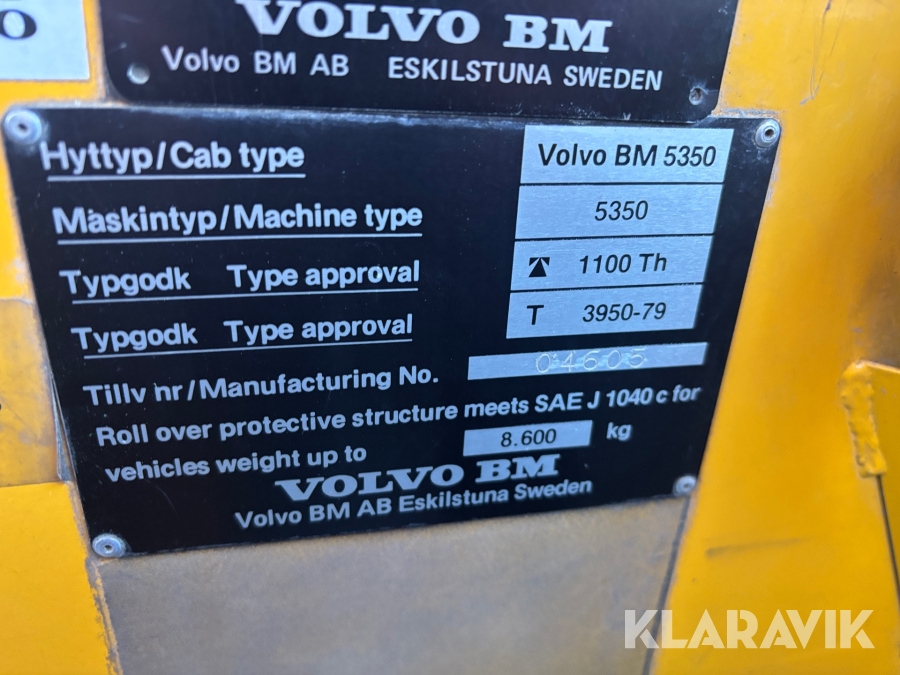 VOLVO BM
Volvo BM AB ESKILSTUNA SWEDEN
Hyttyp/Cab type Volvo BM 5350
Maskintyp/Machine type 5350
Typgodk Type approval 1100 Th
Typgodk Type approval T 3950-79
Tillv nr/Manufacturing No. 04605
Roll over protective structure meets SAE J 1040 c for
vehicles weight up to 8.600 kg
VOLVO BM
Volvo BM AB Eskilstuna Sweden
KLARAVIK